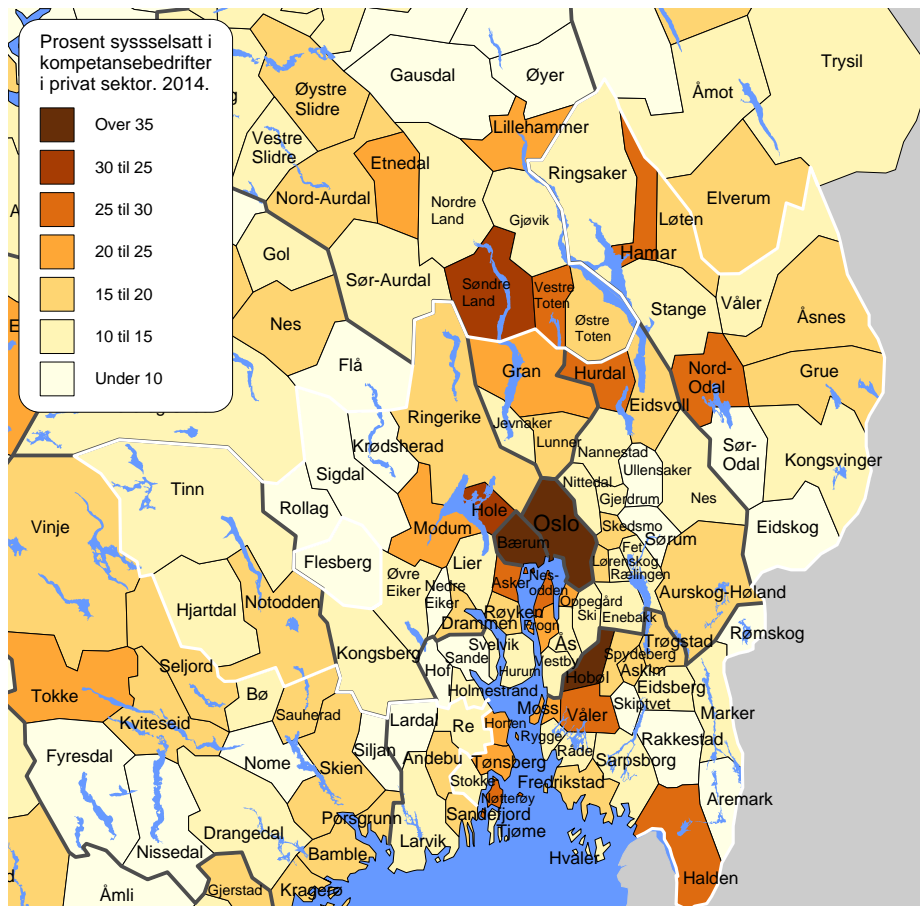 Prosent syssselsatt i
kompetansebedrifter
i privat sektor. 2014.
Over 35
30 til 25
25 til 30
20 til 25
15 til 20
10 til 15
Under 10
Trysil
Gausdal
Øyer
Åmot
Øystre
Slidre
Lillehammer
Vestre
Slidre
Etnedal
Ringsaker
Nord-Aurdal
Nordre
Land
Gjøvik
Løten
Elverum
Gol
Hamar
Sør-Aurdal
Søndre
Land
Vestre
Toten
Stange
Våler
Åsnes
Nes
Østre
Toten
Flå
Gran
Hurdal
Nord-
Odal
Grue
Ringerike
Eidsvoll
Jevnaker
Lunner
Krødsherad
Nannestad
Ullensaker
Sør-
Odal
Kongsvinger
Sigdal
Tinn
Nittedal
Gjerdrum
Nes
Rollag
Hole
Oslo
Vinje
Modum
Skedsmo
Eidskog
Bærum
Sørum
Flesberg
Lier
Fet
Lørenskog
Rælingen
Øvre
Eiker
Nedre
Eiker
Asker
Nes-
odden
Aurskog-Høland
Hjartdal
Notodden
Røyken
Oppegård
Ski
Enebakk
Drammen
Frogn
Rømskog
Kongsberg
Svelvik
Ås
Trøgstad
Spydeberg
Hof
Sande
Vestby
Askim
Seljord
Hurum
Hobøl
Eidsberg
Tokke
Bø
Holmestrand
Skiptvet
Kviteseid
Sauherad
Lardal
Re
Horten
Moss
Våler
Marker
Rygge
Rakkestad
Fyresdal
Nome
Siljan
Andebu
Tønsberg
Råde
Sarpsborg
Skien
Stokke
Fredrikstad
Aremark
Nøtterøy
Porsgrunn
Sandefjord
Drangedal
Larvik
Tjøme
Nissedal
Bamble
Hvaler
Halden
Åmli
Gjerstad
Kragerø